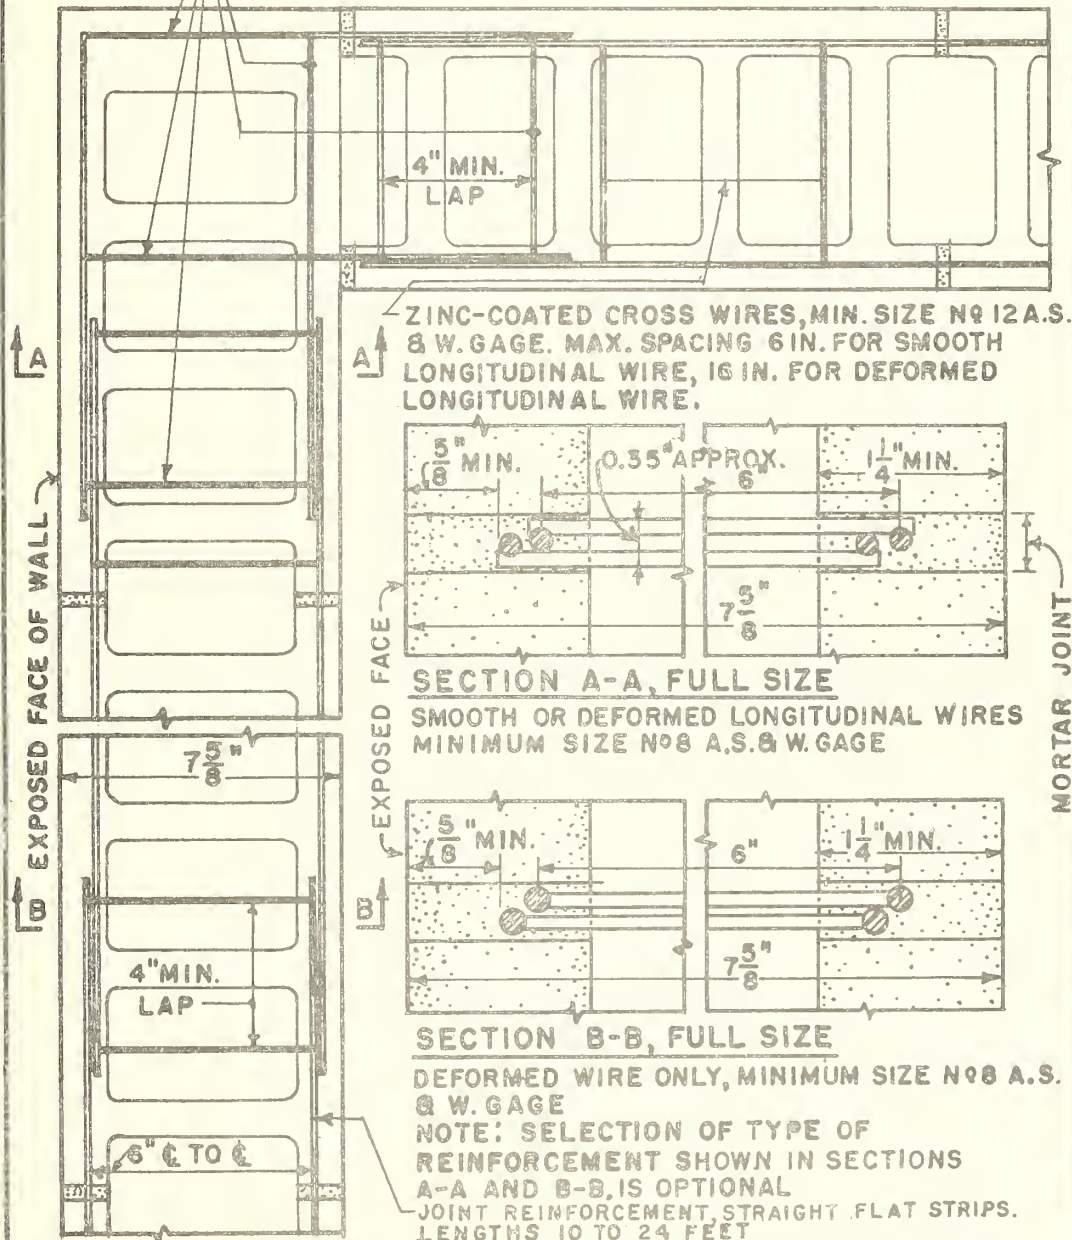 4" MIN.
LAP
ZINC-COATED CROSS WIRES, MIN. SIZE Nº 12 A.S.
& W. GAGE. MAX. SPACING 6 IN. FOR SMOOTH
LONGITUDINAL WIRE, 16 IN. FOR DEFORMED
LONGITUDINAL WIRE.
A
A
EXPOSED FACE OF WALL
5/8" MIN.
0.35" APPROX.
6"
1 1/4" MIN.
7 5/8"
EXPOSED FACE
MORTAR JOINT
SECTION A-A, FULL SIZE
SMOOTH OR DEFORMED LONGITUDINAL WIRES
MINIMUM SIZE Nº 8 A.S. & W. GAGE
7 5/8"
5/8" MIN.
6"
1 1/4" MIN.
7 5/8"
B
B
4" MIN.
LAP
SECTION B-B, FULL SIZE
DEFORMED WIRE ONLY, MINIMUM SIZE Nº 8 A.S.
& W. GAGE
NOTE: SELECTION OF TYPE OF
REINFORCEMENT SHOWN IN SECTIONS
A-A AND B-B, IS OPTIONAL
6" ℄ TO ℄
JOINT REINFORCEMENT, STRAIGHT FLAT STRIPS.
LENGTHS 10 TO 24 FEET